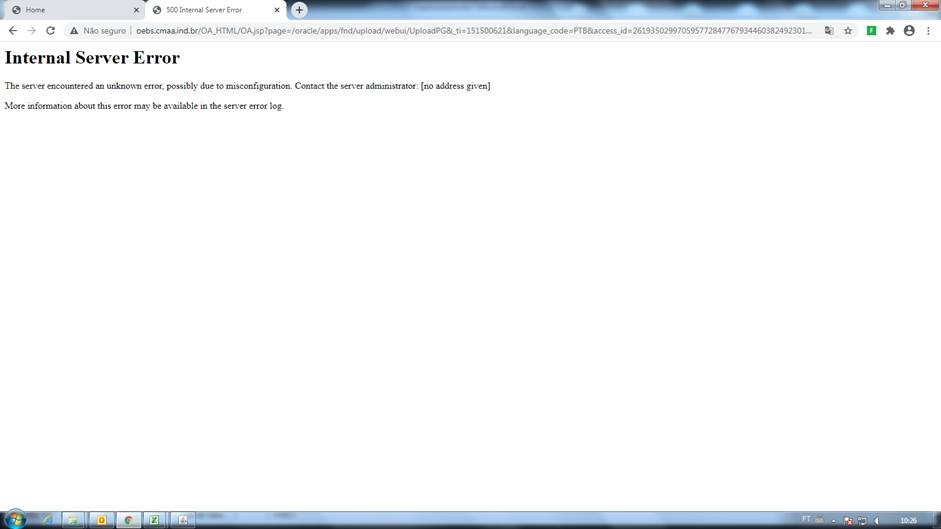 Home
500 Internal Server Error
Não seguro
oebs.cmaa.ind.br/OA_HTML/OA.jsp?page=/oracle/apps/fnd/upload/webui/UploadPG&_ti=151500621&language_code=PTB&access_id=2619350299705957728477679344603824923 01...
Internal Server Error
The server encountered an unknown error, possibly due to misconfiguration. Contact the server administrator: [no address given]
More information about this error may be available in the server error log.
PT
10:26